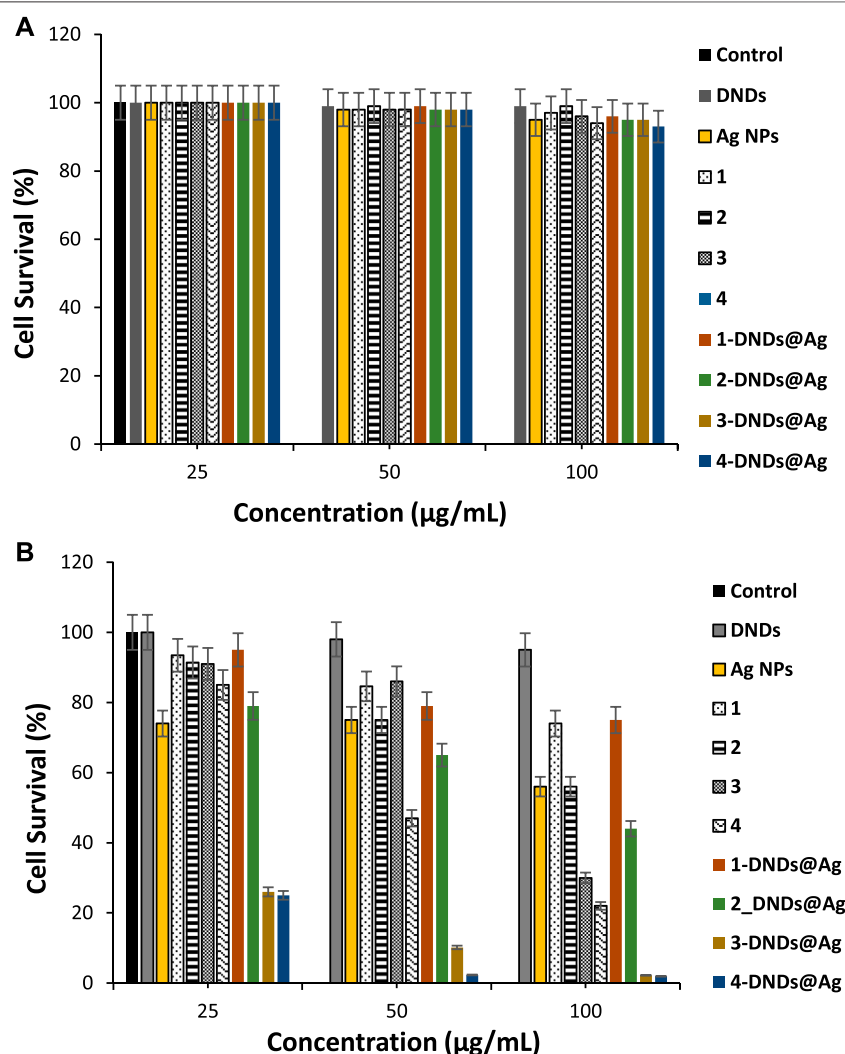 A
120
100
80
60
40
20
0
Cell Survival (%)
25
50
100
Concentration (µg/mL)
Control
DNDs
Ag NPs
1
2
3
4
1-DNDs@Ag
2-DNDs@Ag
3-DNDs@Ag
4-DNDs@Ag
B
120
100
80
60
40
20
0
Cell Survival (%)
25
50
100
Concentration (µg/mL)
Control
DNDs
Ag NPs
1
2
3
4
1-DNDs@Ag
2_DNDs@Ag
3-DNDs@Ag
4-DNDs@Ag